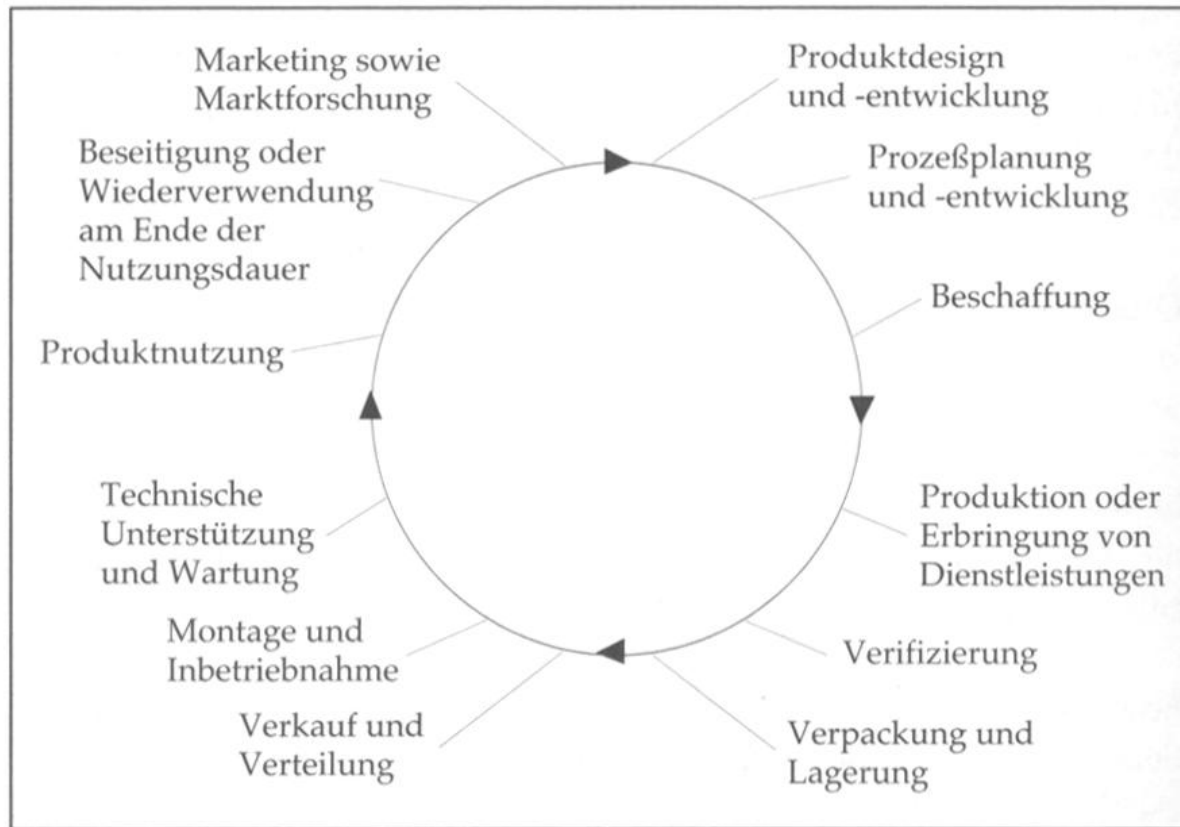 Marketing sowie
Marktforschung
Produktdesign
und -entwicklung
Prozeßplanung
und -entwicklung
Beschaffung
Produktion oder
Erbringung von
Dienstleistungen
Verifizierung
Verpackung und
Lagerung
Verkauf und
Verteilung
Montage und
Inbetriebnahme
Technische
Unterstützung
und Wartung
Produktnutzung
Beseitigung oder
Wiederverwendung
am Ende der
Nutzungsdauer